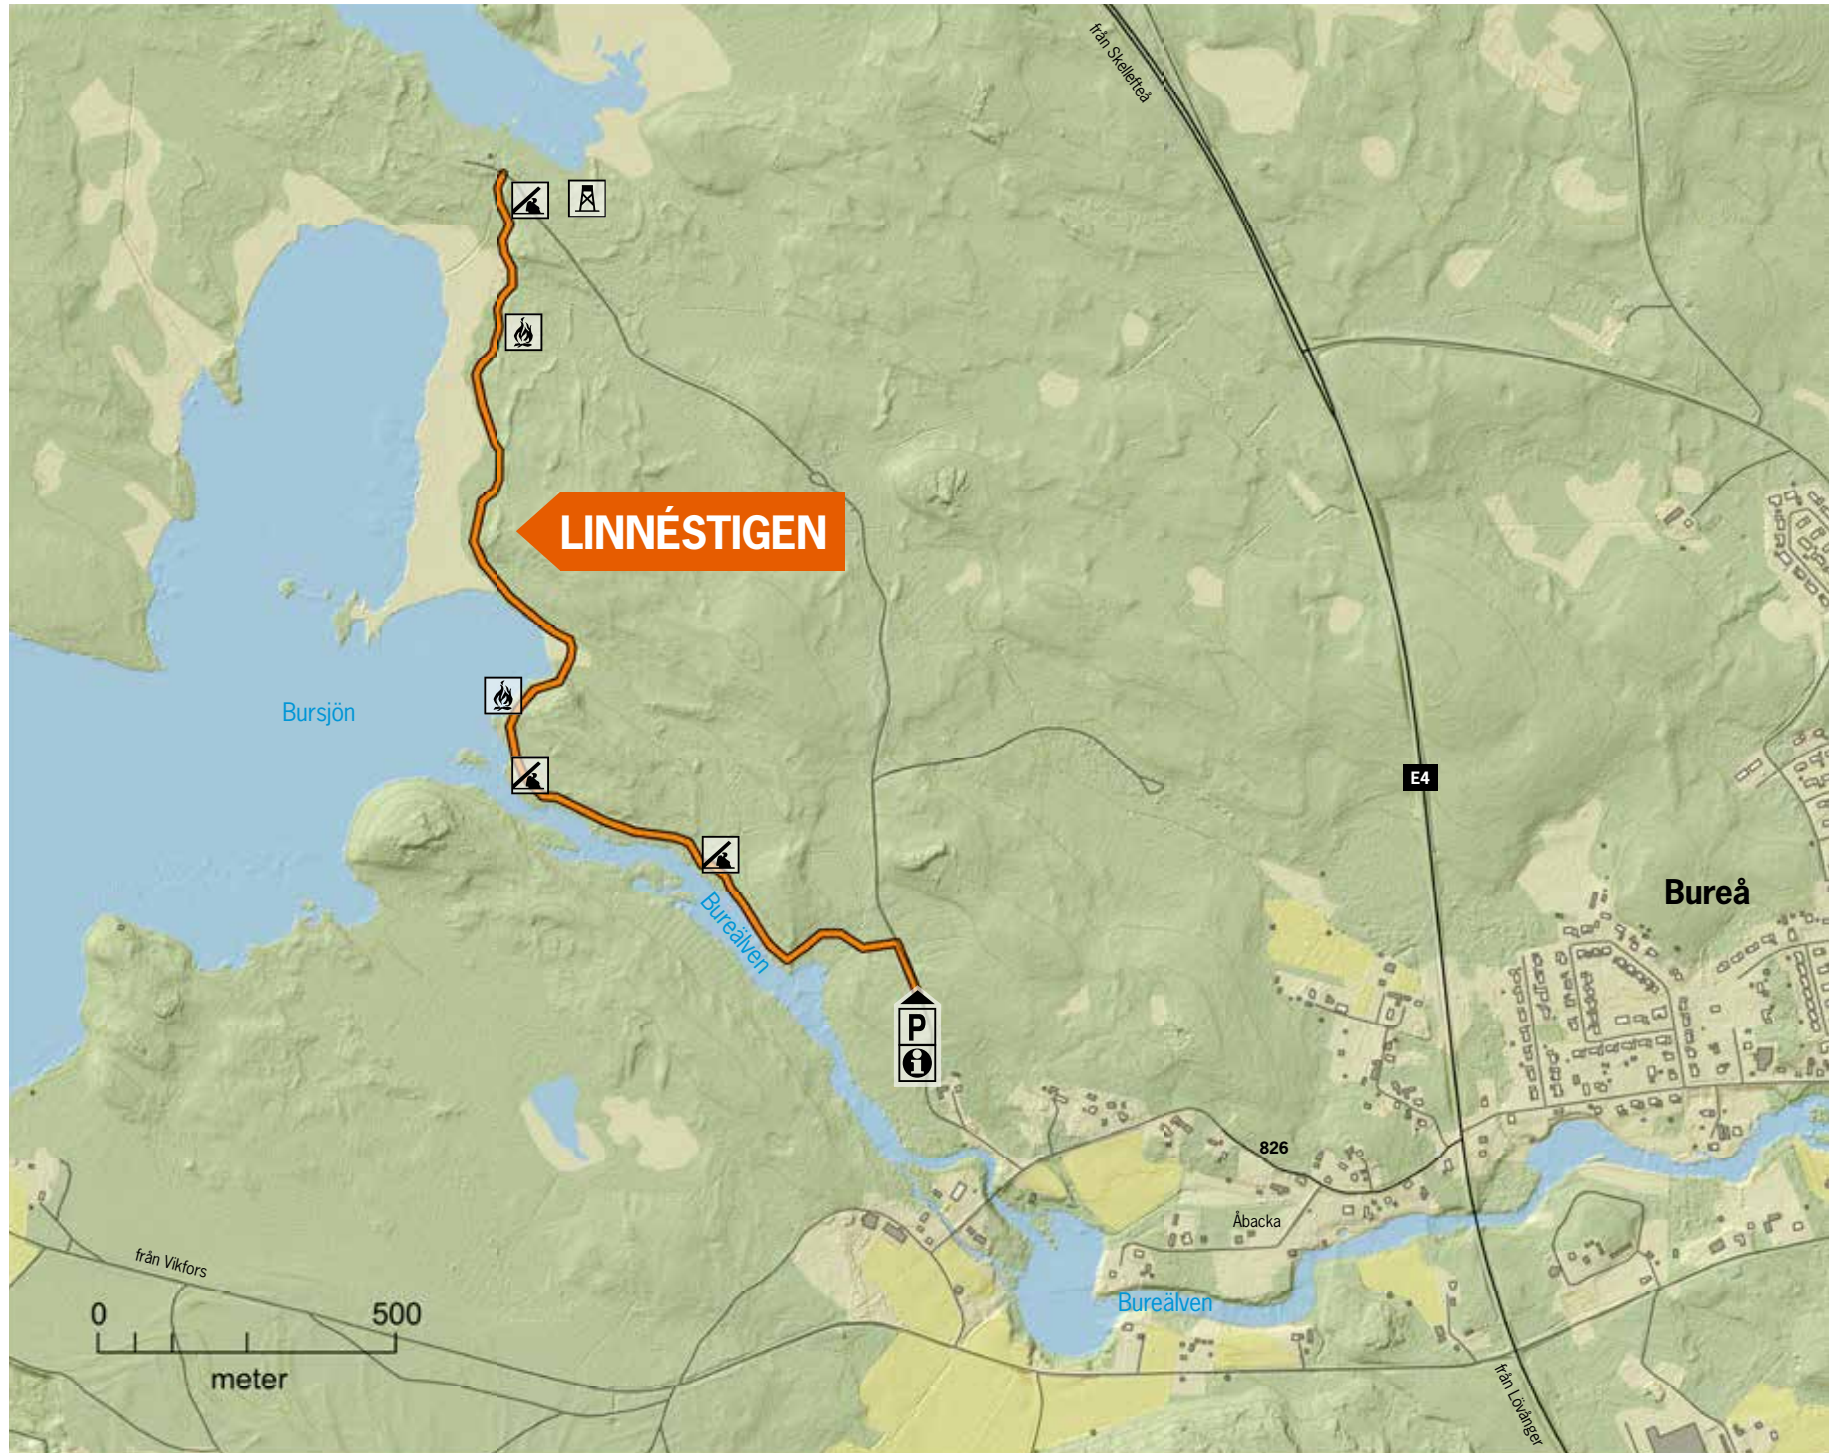 från Skellefteå
LINNÉSTIGEN
Bursjön
E4
Bureå
Bureälven
P
i
826
Åbacka
från Vikfors
Bureälven
0 500
meter
från Lövånger